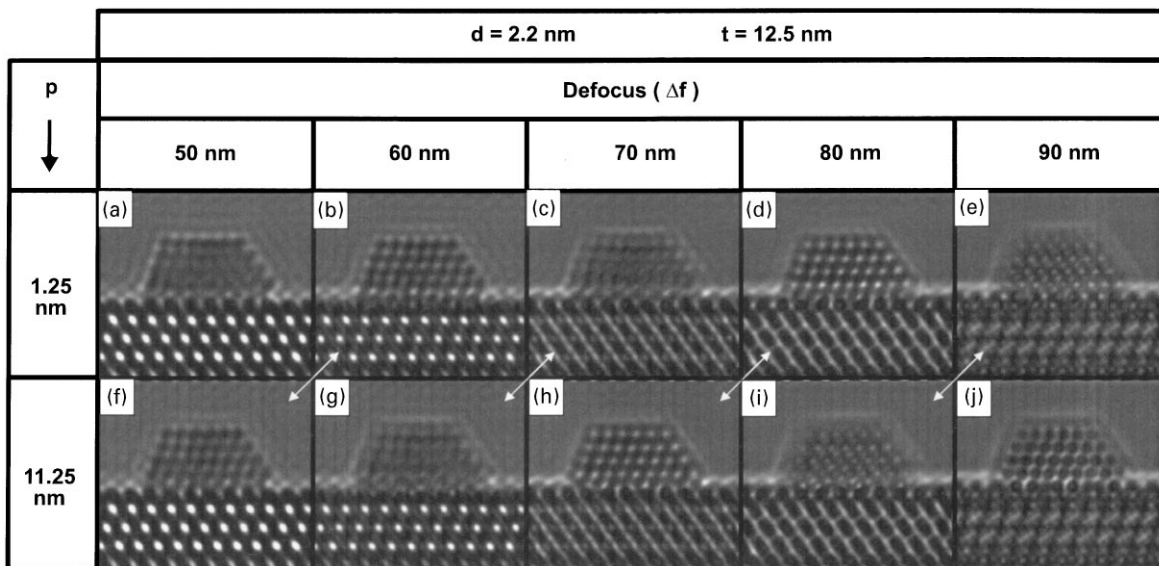 d = 2.2 nm t = 12.5 nm
p
Defocus ( Δf )
50 nm 60 nm 70 nm 80 nm 90 nm
1.25
nm
(a) (b) (c) (d) (e)
11.25
nm
(f) (g) (h) (i) (j)